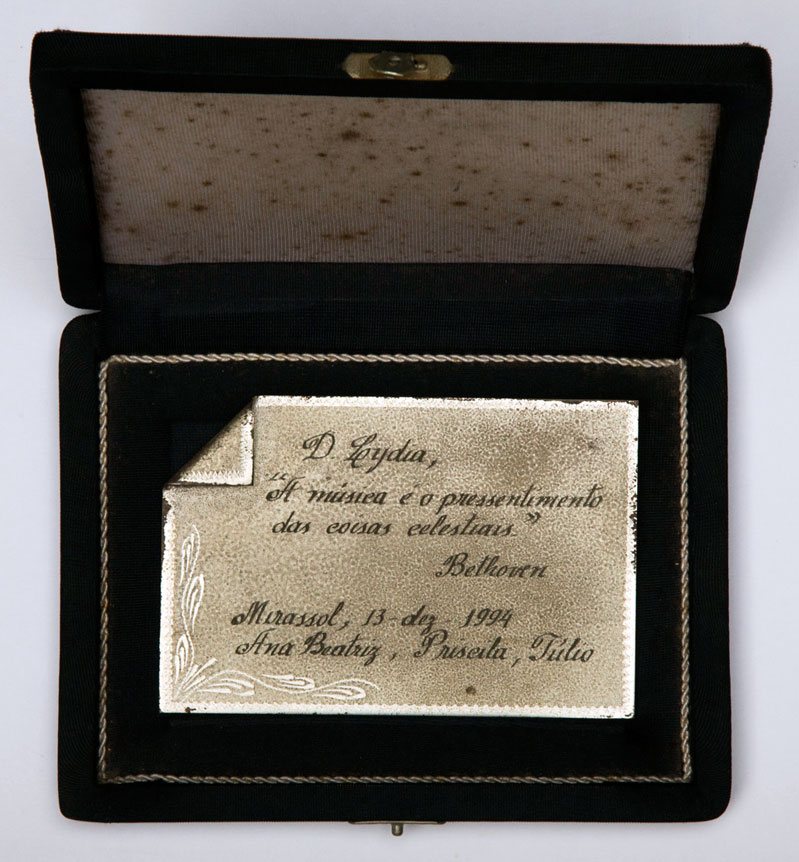 D. Lydia,
"A música é o pressentimento
das coisas celestiais."
Bethoven
Mirassol, 13-dez 1994
Ana Beatriz, Priscila, Túlio